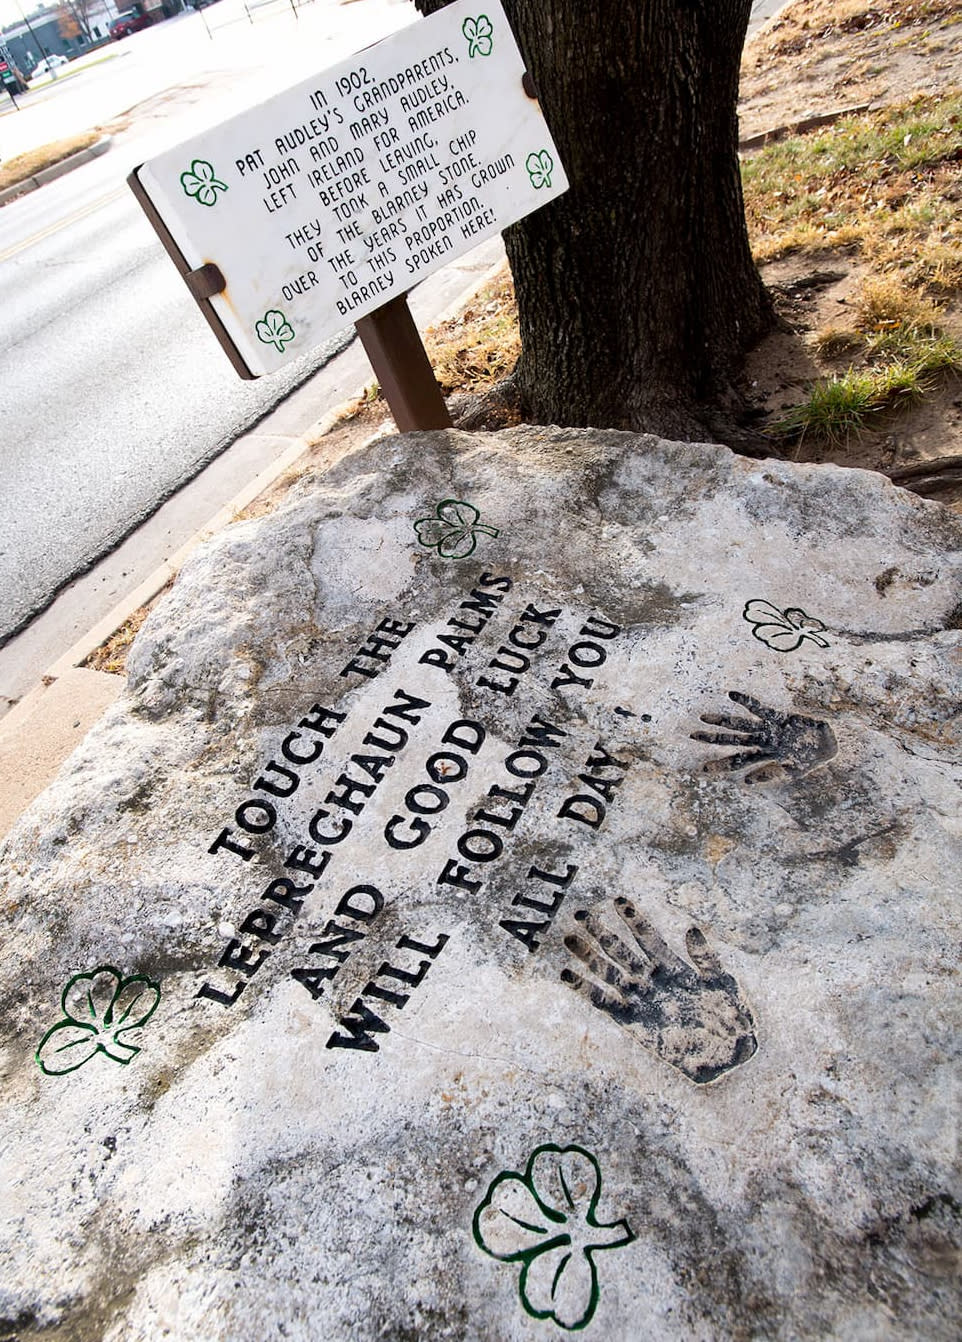 IN 1902,
PAT AUDLEY'S GRANDPARENTS,
JOHN AND MARY AUDLEY,
LEFT IRELAND FOR AMERICA.
BEFORE LEAVING,
THEY TOOK A SMALL CHIP
OF THE BLARNEY STONE.
OVER THE YEARS IT HAS GROWN
TO THIS PROPORTION.
BLARNEY SPOKEN HERE!
TOUCH THE
LEPRECHAUN PALMS
AND GOOD LUCK
WILL FOLLOW YOU
ALL DAY!